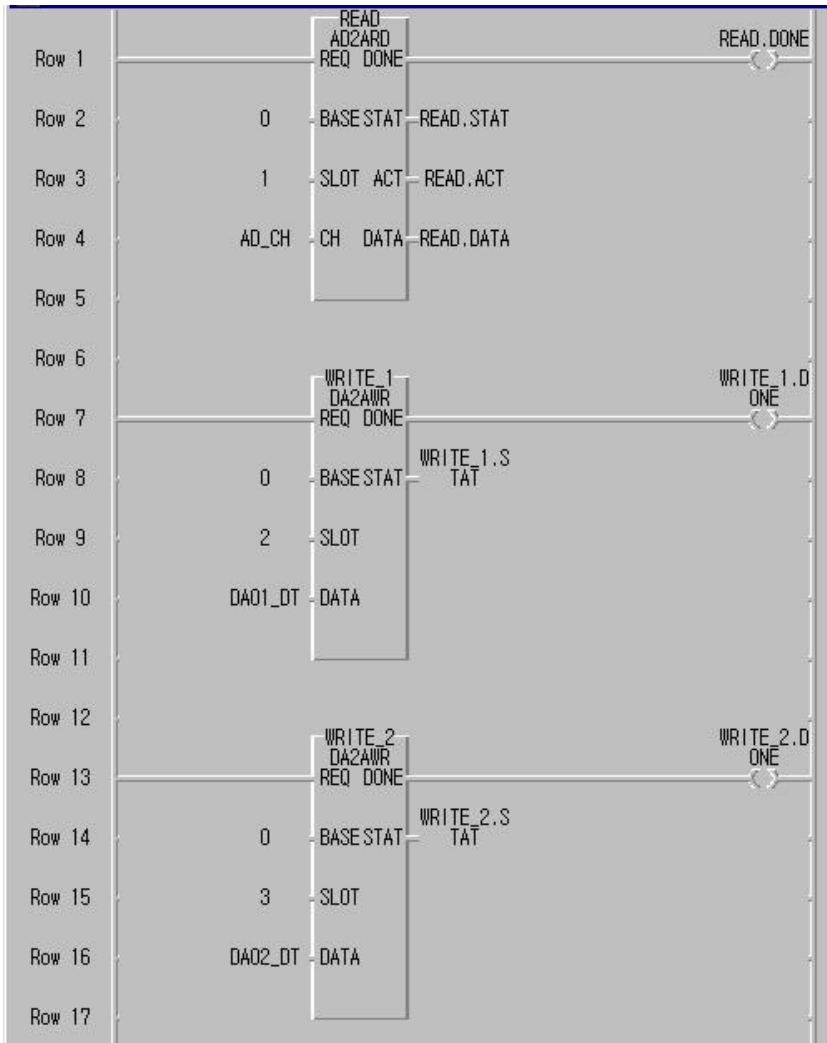 READ
AD2ARD
READ.DONE
Row 1 REQ DONE
Row 2 0 BASE STAT READ.STAT
Row 3 1 SLOT ACT READ.ACT
Row 4 AD_CH CH DATA READ.DATA
Row 5
Row 6
WRITE_1 WRITE_1.D
DA2AWR ONE
Row 7 REQ DONE
WRITE_1.S
Row 8 0 BASE STAT TAT
Row 9 2 SLOT
Row 10 DA01_DT DATA
Row 11
Row 12
WRITE_2 WRITE_2.D
DA2AWR ONE
Row 13 REQ DONE
WRITE_2.S
Row 14 0 BASE STAT TAT
Row 15 3 SLOT
Row 16 DA02_DT DATA
Row 17